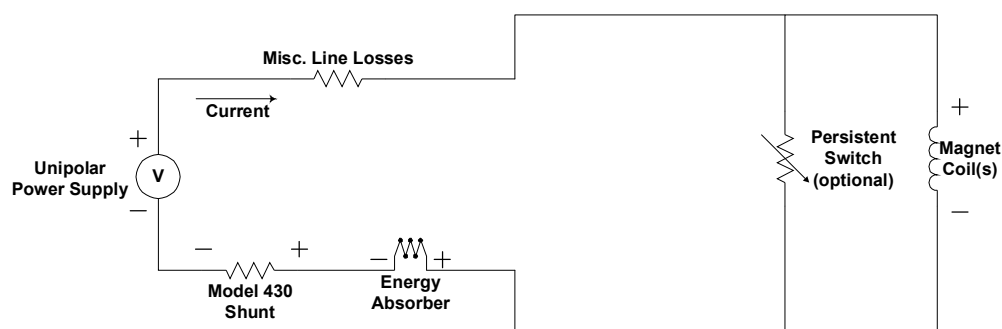 Misc. Line Losses
Current
+
Unipolar
Power Supply
V
−
−
+
Model 430
Shunt
−
+
Energy
Absorber
Persistent
Switch
(optional)
+
Magnet
Coil(s)
−